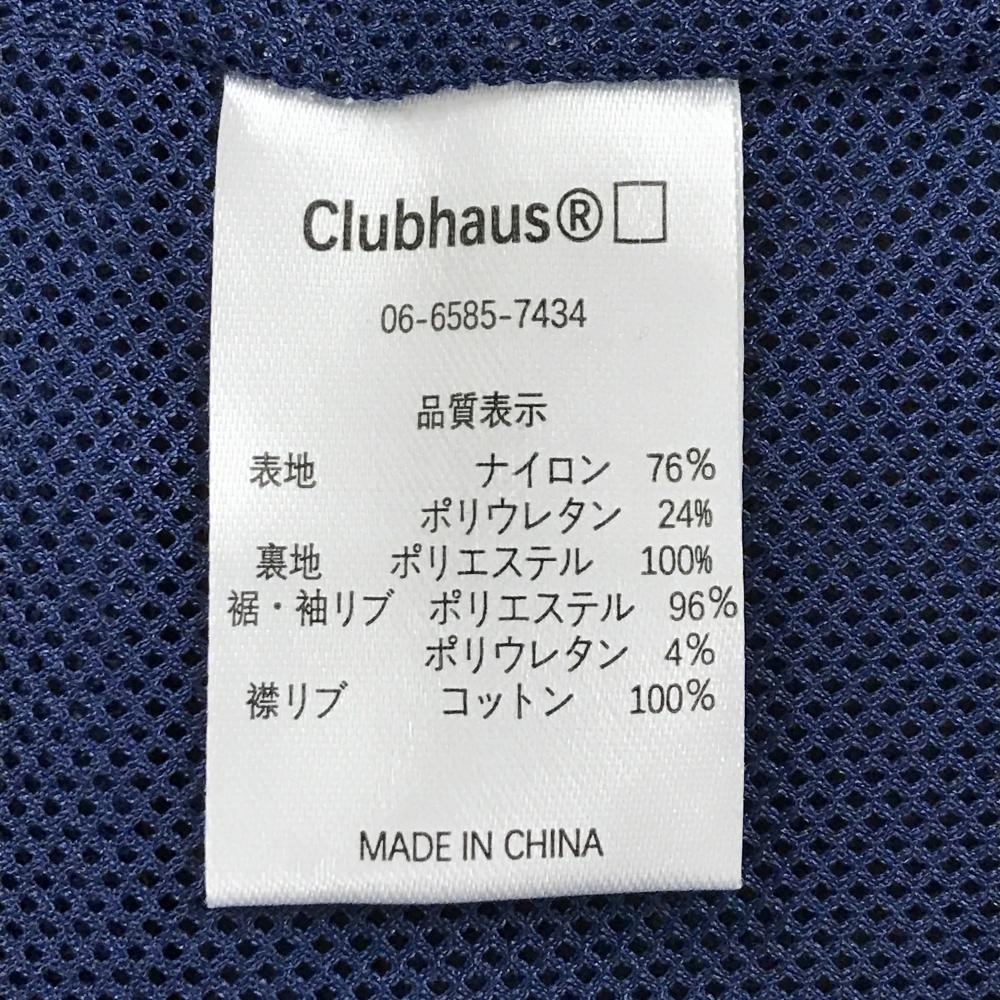 Clubhaus®□
06-6585-7434
品質表示
表地 ナイロン 76%
ポリウレタン 24%
裏地 ポリエステル 100%
裾・袖リブ ポリエステル 96%
ポリウレタン 4%
襟リブ コットン 100%
MADE IN CHINA